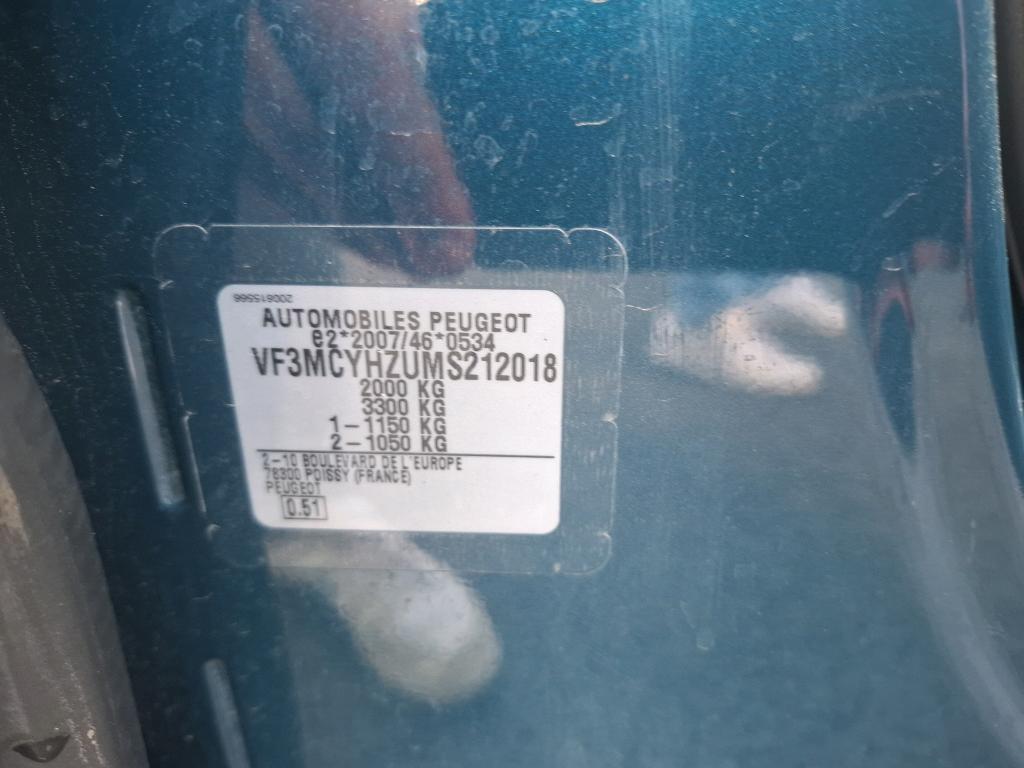 200615566
AUTOMOBILES PEUGEOT
e2*2007/46*0534
VF3MCYHZUMS212018
2000 KG
3300 KG
1-1150 KG
2-1050 KG
2-10 BOULEVARD DE L'EUROPE
78300 POISSY (FRANCE)
PEUGEOT
0.51